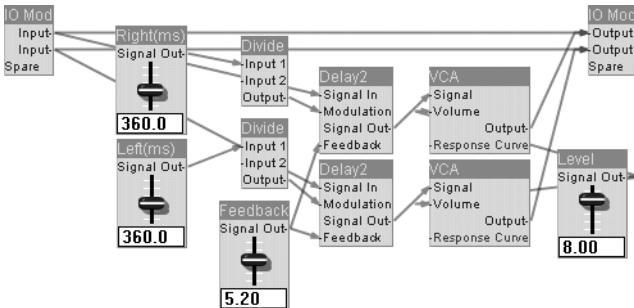 IO Mod
Input
Input
Spare
Right(ms)
Signal Out
360.0
Left(ms)
Signal Out
360.0
Divide
Input 1
Input 2
Output
Divide
Input 1
Input 2
Output
Feedback
Signal Out
5.20
Delay2
Signal In
Modulation
Signal Out
Feedback
Delay2
Signal In
Modulation
Signal Out
Feedback
VCA
Signal
Volume
Output
Response Curve
VCA
Signal
Volume
Output
Response Curve
IO Mod
Output
Output
Spare
Level
Signal Out
8.00